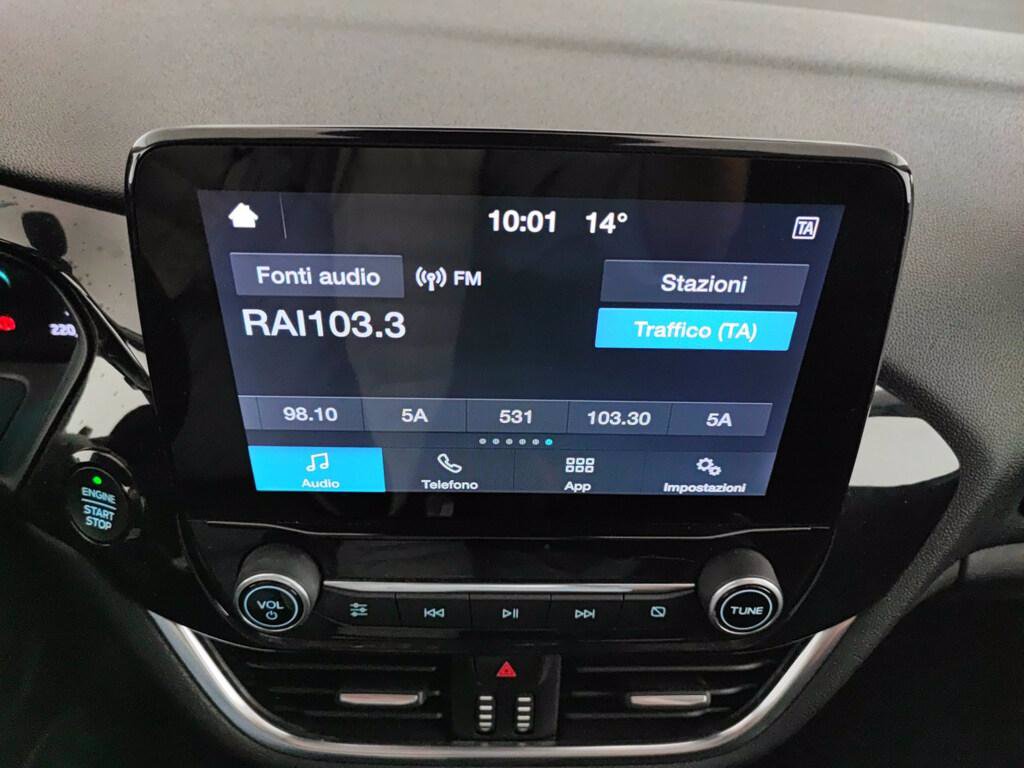 10:01 14°
TA
Fonti audio
FM
Stazioni
RAI103.3
Traffico (TA)
98.10
5A
531
103.30
5A
Audio
Telefono
App
Impostazioni
220
ENGINE
START
STOP
VOL
TUNE